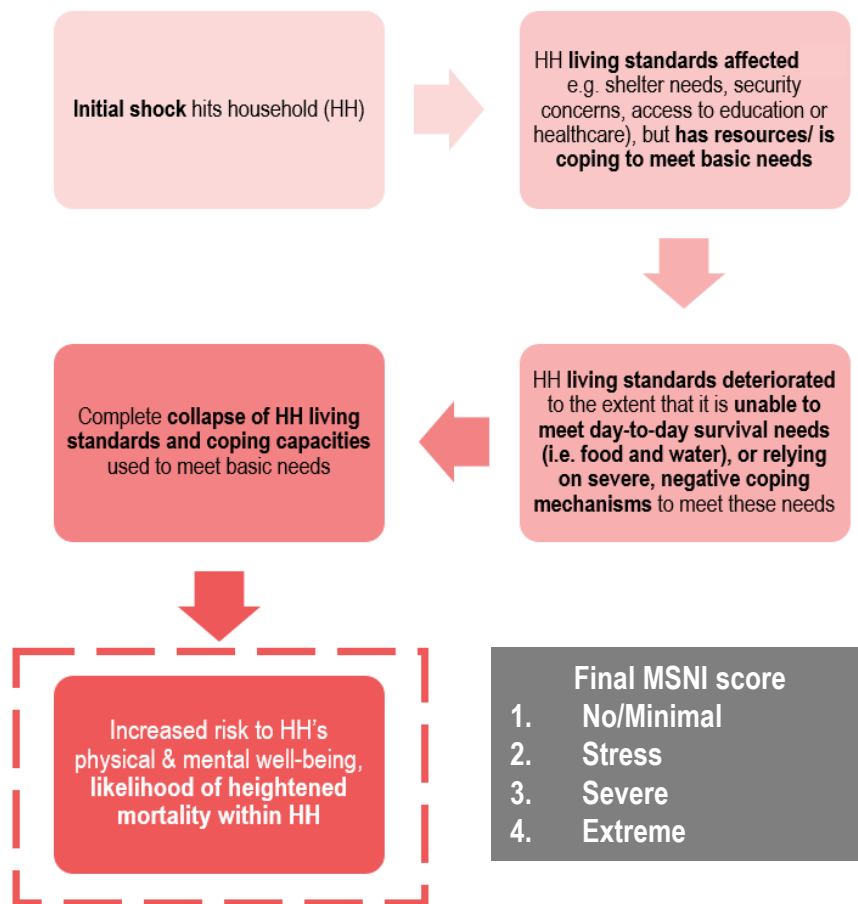 Initial shock hits household (HH)
HH living standards affected
e.g. shelter needs, security
concerns, access to education or
healthcare), but has resources/ is
coping to meet basic needs
HH living standards deteriorated
to the extent that it is unable to
meet day-to-day survival needs
(i.e. food and water), or relying
on severe, negative coping
mechanisms to meet these needs
Complete collapse of HH living
standards and coping capacities
used to meet basic needs
Increased risk to HH’s
physical & mental well-being,
likelihood of heightened
mortality within HH
Final MSNI score
1. No/Minimal
2. Stress
3. Severe
4. Extreme